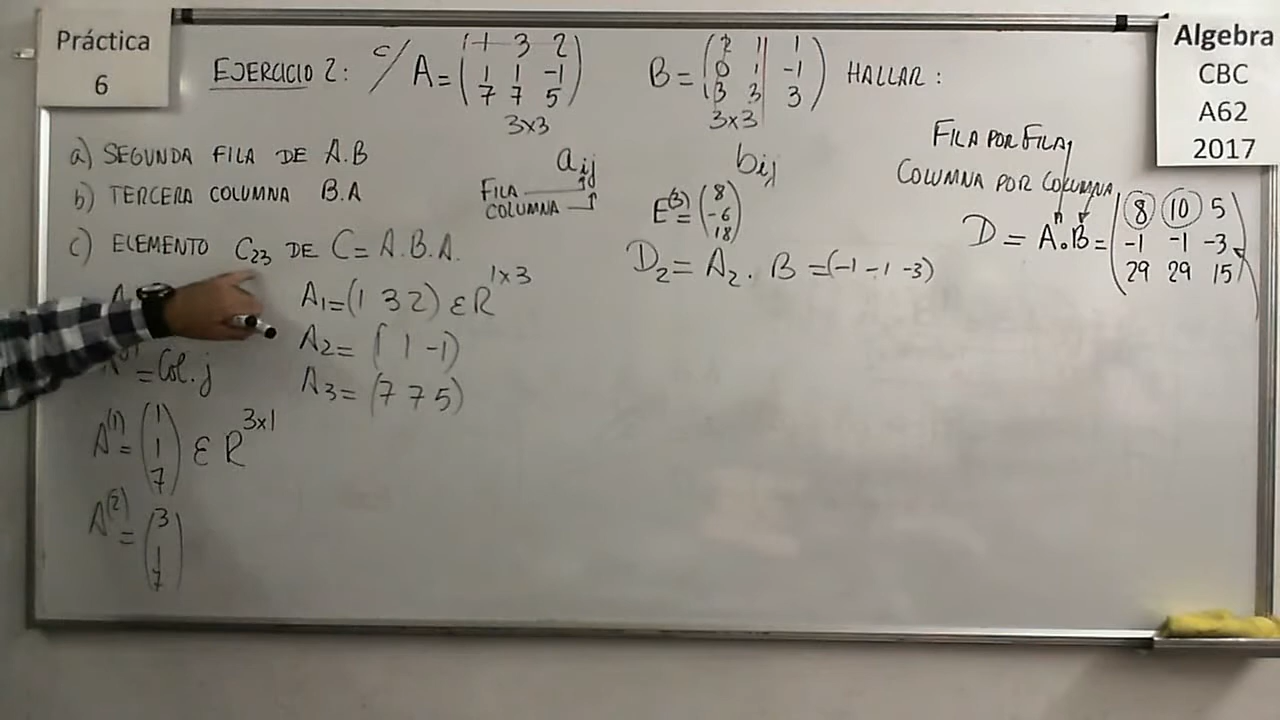 Práctica
6
EJERCICIO 2: c/ A = (1 3 2
1 1 -1
7 7 5)
3x3
B = (2 1 1
0 1 -1
3 3 3) HALLAR:
3x3
Algebra
CBC
A62
2017
a) SEGUNDA FILA DE A.B
b) TERCERA COLUMNA B.A
c) ELEMENTO C23 DE C = A.B.A.
aij
FILA
COLUMNA
bij
E(3) = (8
-6
18)
D2 = A2 . B = (-1 -1 -3)
FILA POR FILA,
COLUMNA POR COLUMNA
D = A.B = (8 10 5
-1 -1 -3
29 29 15)
A1 = (1 3 2) ε R 1x3
A2 = (1 1 -1)
A3 = (7 7 5)
= Col. j
A(1) = (1
1
7) ε R 3x1
A(2) = (3
1
7)